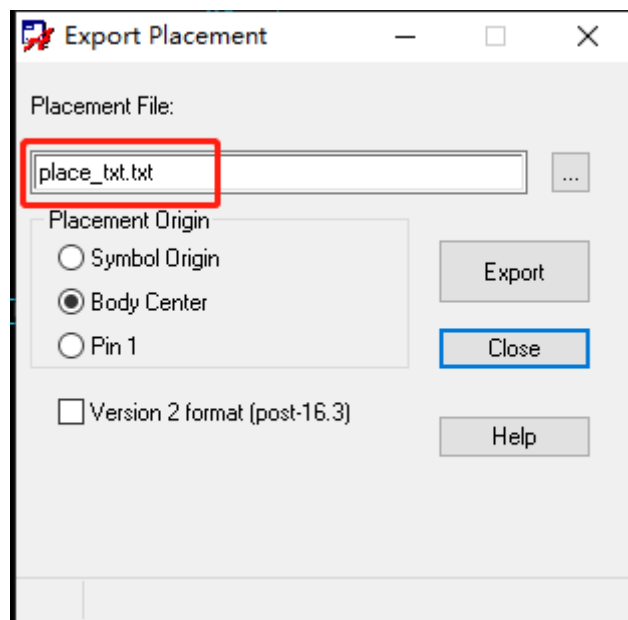 Export Placement
Placement File:
place_txt.txt
...
Placement Origin
Symbol Origin
Export
Body Center
Pin 1
Close
Version 2 format (post-16.3)
Help